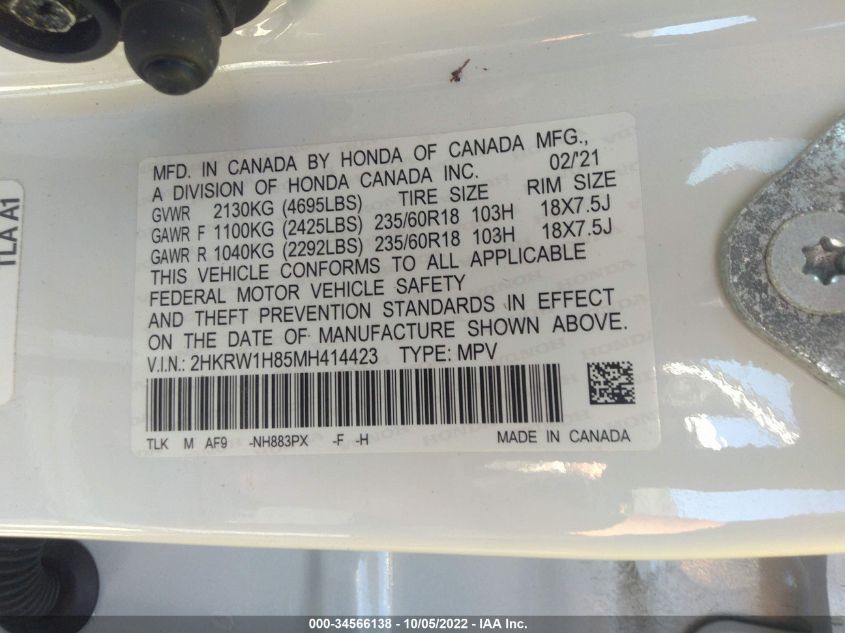 MFD. IN CANADA BY HONDA OF CANADA MFG.,
A DIVISION OF HONDA CANADA INC. 02/'21
GVWR 2130KG (4695LBS) TIRE SIZE RIM SIZE
GAWR F 1100KG (2425LBS) 235/60R18 103H 18X7.5J
GAWR R 1040KG (2292LBS) 235/60R18 103H 18X7.5J
THIS VEHICLE CONFORMS TO ALL APPLICABLE
FEDERAL MOTOR VEHICLE SAFETY
AND THEFT PREVENTION STANDARDS IN EFFECT
ON THE DATE OF MANUFACTURE SHOWN ABOVE.
V.I.N.: 2HKRW1H85MH414423 TYPE: MPV
TLK M AF9 -NH883PX -F -H MADE IN CANADA
TLA A1
000-34566138 - 10/05/2022 - IAA Inc.